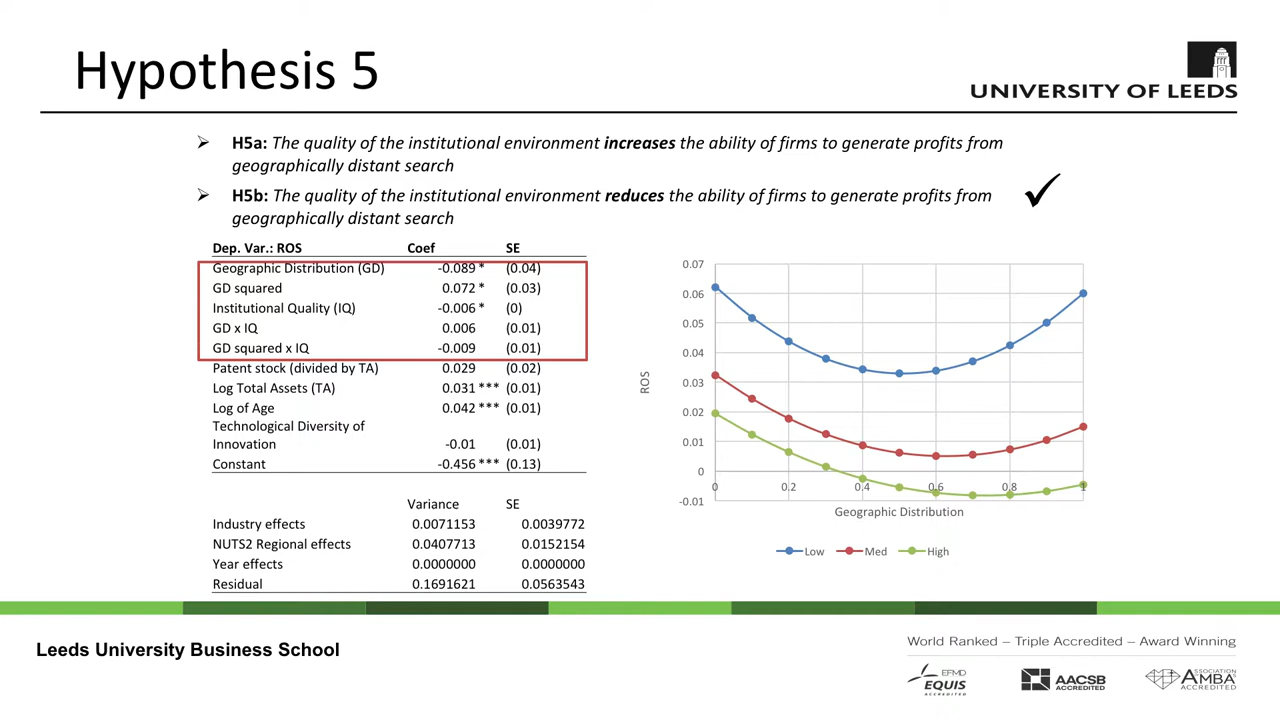 Hypothesis 5
UNIVERSITY OF LEEDS
➢ H5a: The quality of the institutional environment increases the ability of firms to generate profits from
geographically distant search
➢ H5b: The quality of the institutional environment reduces the ability of firms to generate profits from
geographically distant search
✓
Dep. Var.: ROS Coef SE
Geographic Distribution (GD) -0.089 * (0.04)
GD squared 0.072 * (0.03)
Institutional Quality (IQ) -0.006 * (0)
GD x IQ 0.006 (0.01)
GD squared x IQ -0.009 (0.01)
Patent stock (divided by TA) 0.029 (0.02)
Log Total Assets (TA) 0.031 *** (0.01)
Log of Age 0.042 *** (0.01)
Technological Diversity of
Innovation -0.01 (0.01)
Constant -0.456 *** (0.13)
Variance SE
Industry effects 0.0071153 0.0039772
NUTS2 Regional effects 0.0407713 0.0152154
Year effects 0.0000000 0.0000000
Residual 0.1691621 0.0563543
0.07
0.06
0.05
0.04
0.03
0.02
0.01
0
-0.01
ROS
0 0.2 0.4 0.6 0.8 1
Geographic Distribution
Low Med High
Leeds University Business School
World Ranked – Triple Accredited – Award Winning
EFMD
EQUIS
ACCREDITED
AACSB
ACCREDITED
ASSOCIATION
AMBA
ACCREDITED